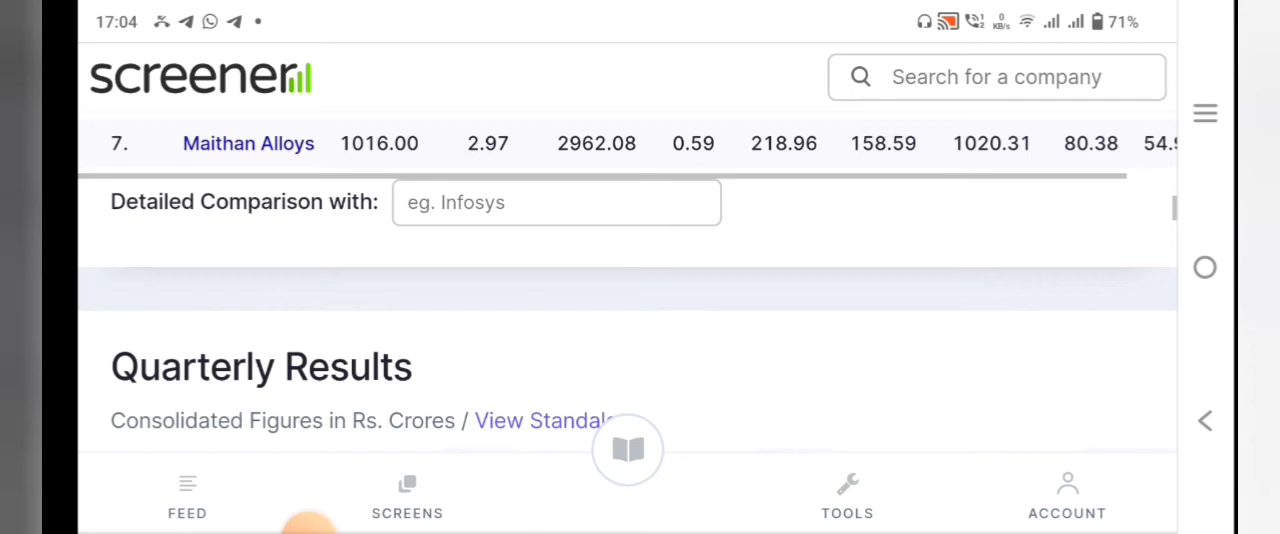 17:04 0 KB/s 71%
screener Search for a company
7. Maithan Alloys 1016.00 2.97 2962.08 0.59 218.96 158.59 1020.31 80.38
Detailed Comparison with: eg. Infosys
Quarterly Results
Consolidated Figures in Rs. Crores / View
FEED SCREENS TOOLS ACCOUNT